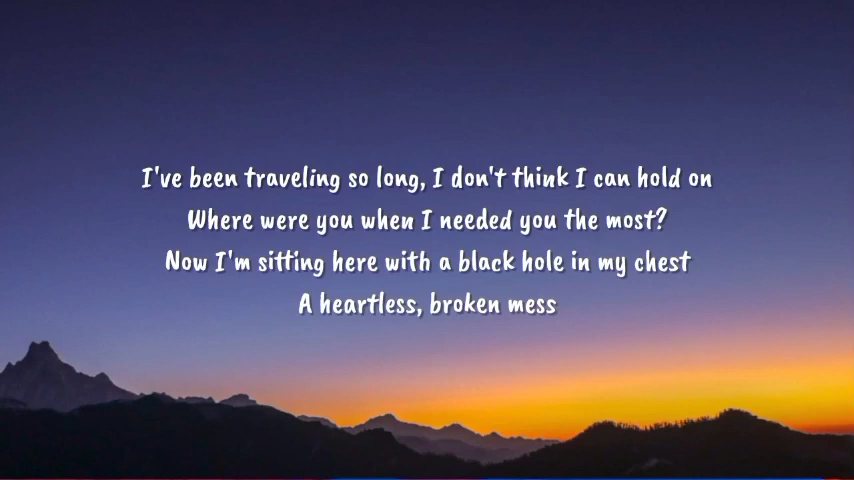 I've been traveling so long, I don't think I can hold on
Where were you when I needed you the most?
Now I'm sitting here with a black hole in my chest
A heartless, broken mess